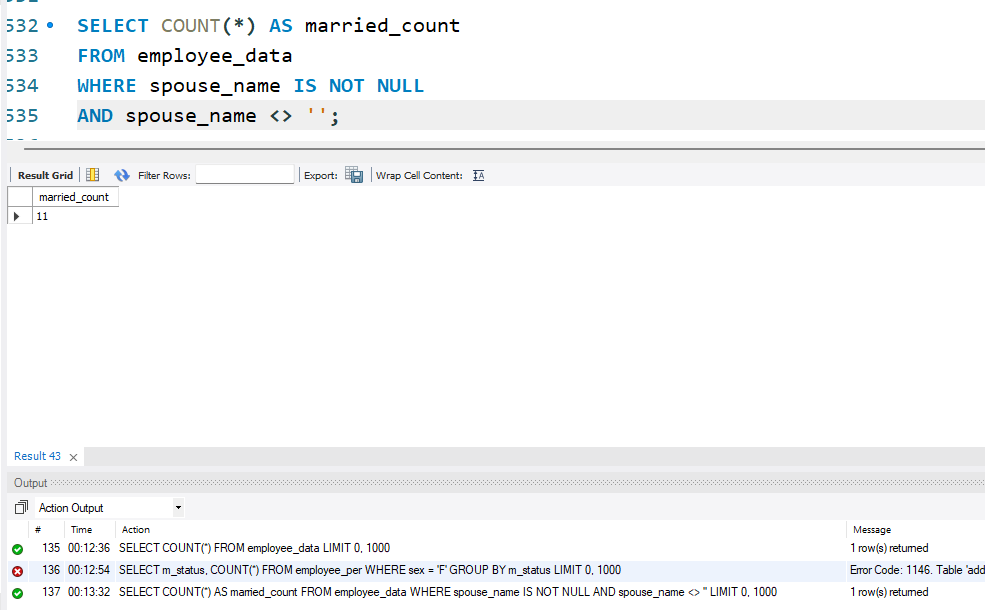 532 SELECT COUNT(*) AS married_count
533 FROM employee_data
534 WHERE spouse_name IS NOT NULL
535 AND spouse_name <> '';
Result Grid Filter Rows: Export: Wrap Cell Content: IA
married_count
11
Result 43 ×
Output
Action Output
# Time Action Message
135 00:12:36 SELECT COUNT(*) FROM employee_data LIMIT 0, 1000 1 row(s) returned
136 00:12:54 SELECT m_status, COUNT(*) FROM employee_per WHERE sex = 'F' GROUP BY m_status LIMIT 0, 1000 Error Code: 1146. Table 'add
137 00:13:32 SELECT COUNT(*) AS married_count FROM employee_data WHERE spouse_name IS NOT NULL AND spouse_name <> '' LIMIT 0, 1000 1 row(s) returned